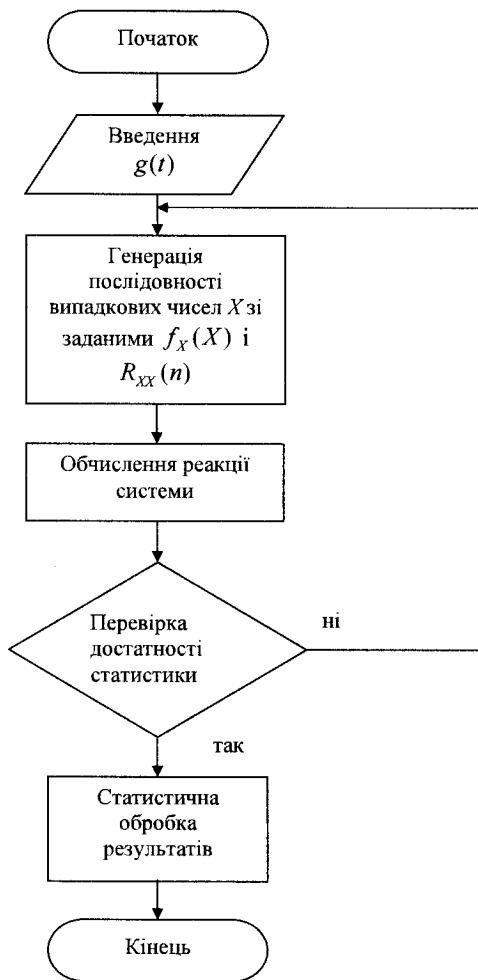 Початок
Введення
g(t)
Генерація
послідовності
випадкових чисел X зі
заданими f_X(X) і
R_XX(n)
Обчислення реакції
системи
Перевірка
достатності
статистики
ні
так
Статистична
обробка
результатів
Кінець